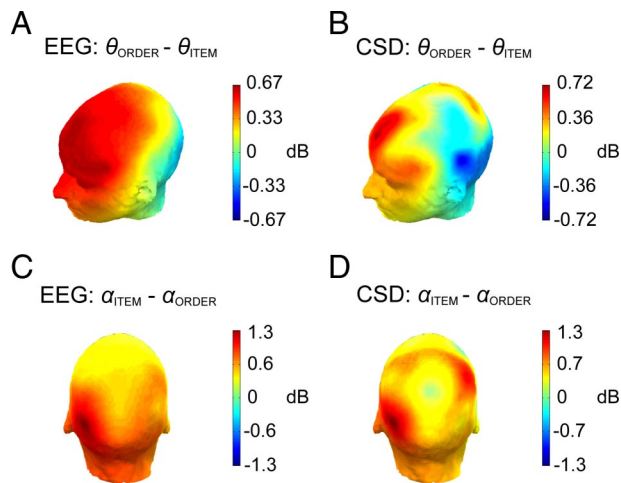 A
EEG: θORDER - θITEM
0.67
0.33
0
-0.33
-0.67
dB
B
CSD: θORDER - θITEM
0.72
0.36
0
-0.36
-0.72
dB
C
EEG: αITEM - αORDER
1.3
0.6
0
-0.7
-1.3
dB
D
CSD: αITEM - αORDER
1.3
0.6
0
-0.7
-1.3
dB